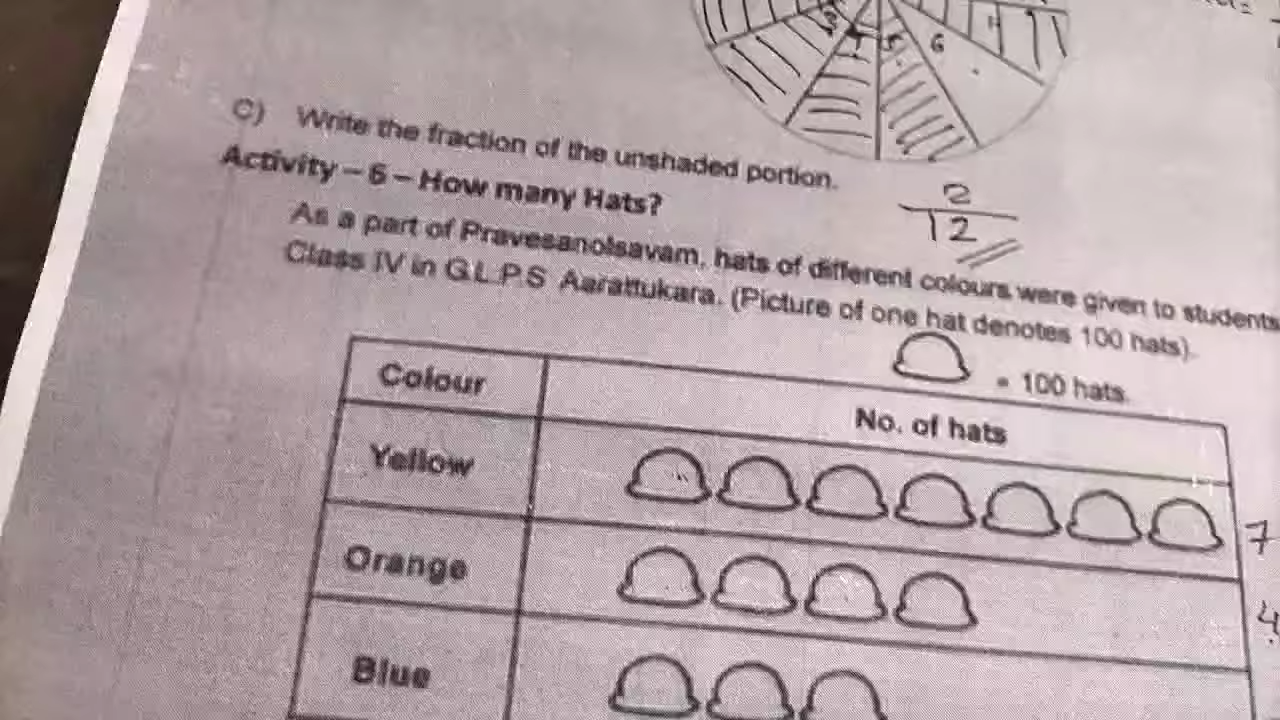 6
C) Write the fraction of the unshaded portion.
2
12
Activity – 6 – How many Hats?
As a part of Pravesanolsavam, hats of different colours were given to students
Class IV in G.L.P.S Aarattukara. (Picture of one hat denotes 100 hats).
= 100 hats.
Colour No. of hats
Yellow 7
Orange 4
Blue